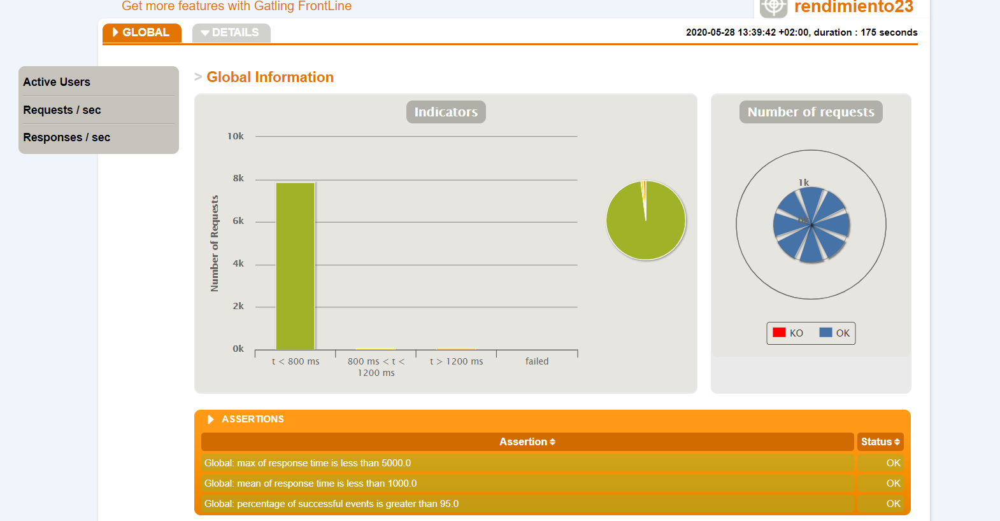 Get more features with Gatling FrontLine
rendimiento23
GLOBAL
DETAILS
2020-05-28 13:39:42 +02:00, duration : 175 seconds
Active Users
Requests / sec
Responses / sec
> Global Information
Indicators
Number of Requests
10k
8k
6k
4k
2k
0k
t < 800 ms
800 ms < t <
1200 ms
t > 1200 ms
failed
Number of requests
1k
0k
KO
OK
ASSERTIONS
Assertion
Status
Global: max of response time is less than 5000.0
OK
Global: mean of response time is less than 1000.0
OK
Global: percentage of successful events is greater than 95.0
OK